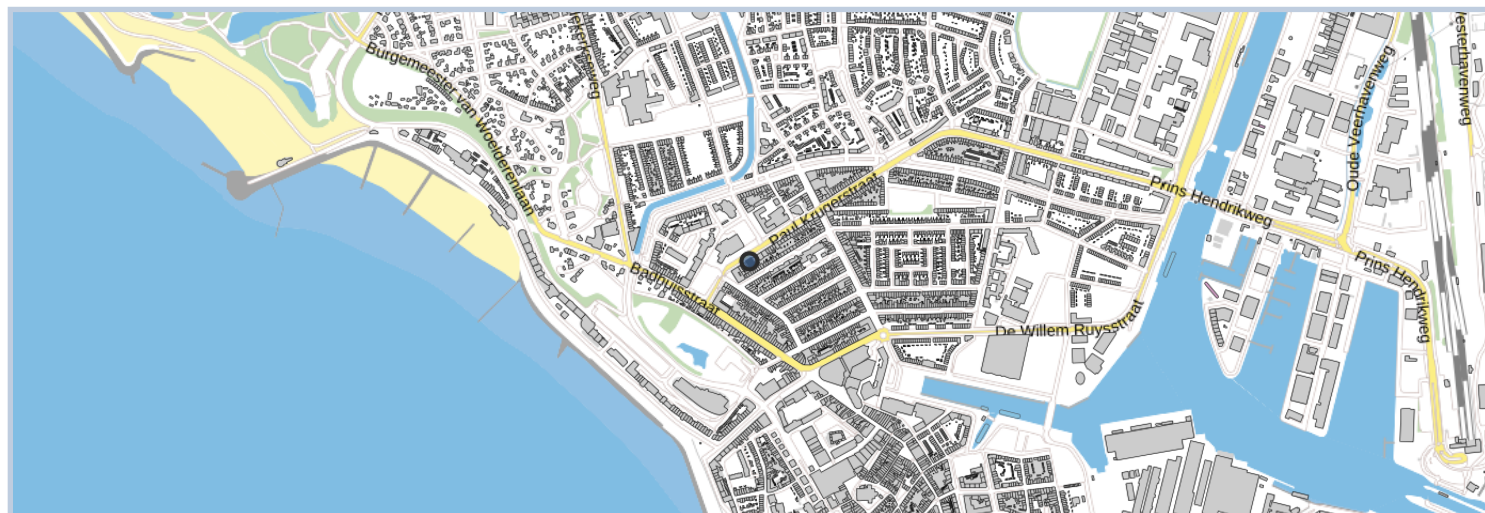 Burgemeester van Woelderenlaan
Oude Veerhavenweg
Paul Krugerstraat
Prins Hendrikweg
Badhuisstraat
Prins Hendrikweg
De Willem Ruysstraat